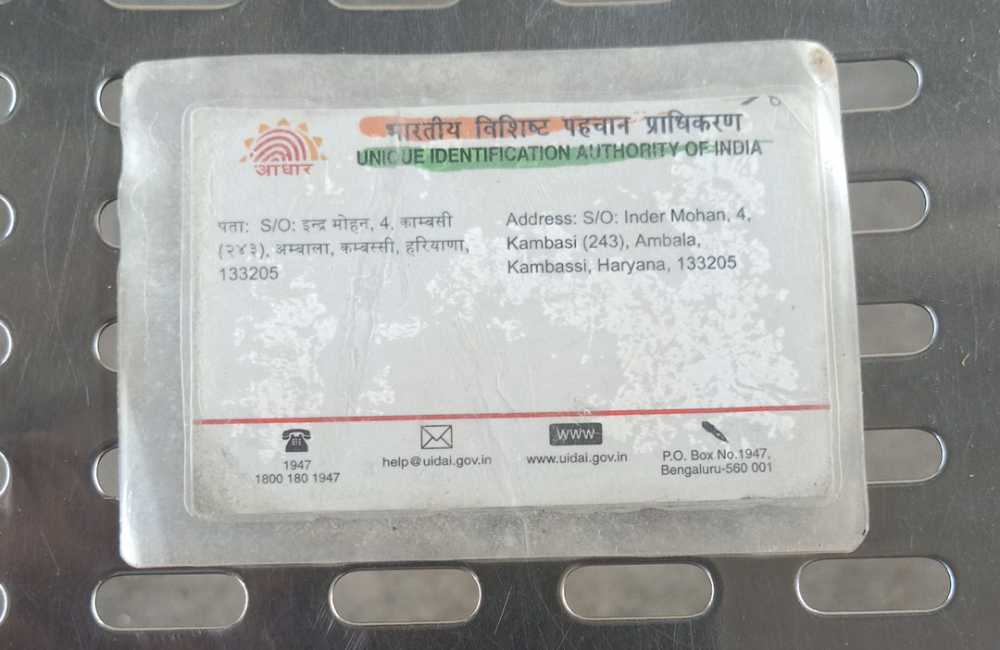 भारतीय विशिष्ट पहचान प्राधिकरण
UNIQUE IDENTIFICATION AUTHORITY OF INDIA
आधार
पता: S/O: इन्द्र मोहन, 4, काम्बसी
(२४३), अम्बाला, कम्बस्सी, हरियाणा,
133205
Address: S/O: Inder Mohan, 4,
Kambasi (243), Ambala,
Kambassi, Haryana, 133205
1947
1800 180 1947
help@uidai.gov.in
WWW
www.uidai.gov.in
P.O. Box No.1947,
Bengaluru-560 001